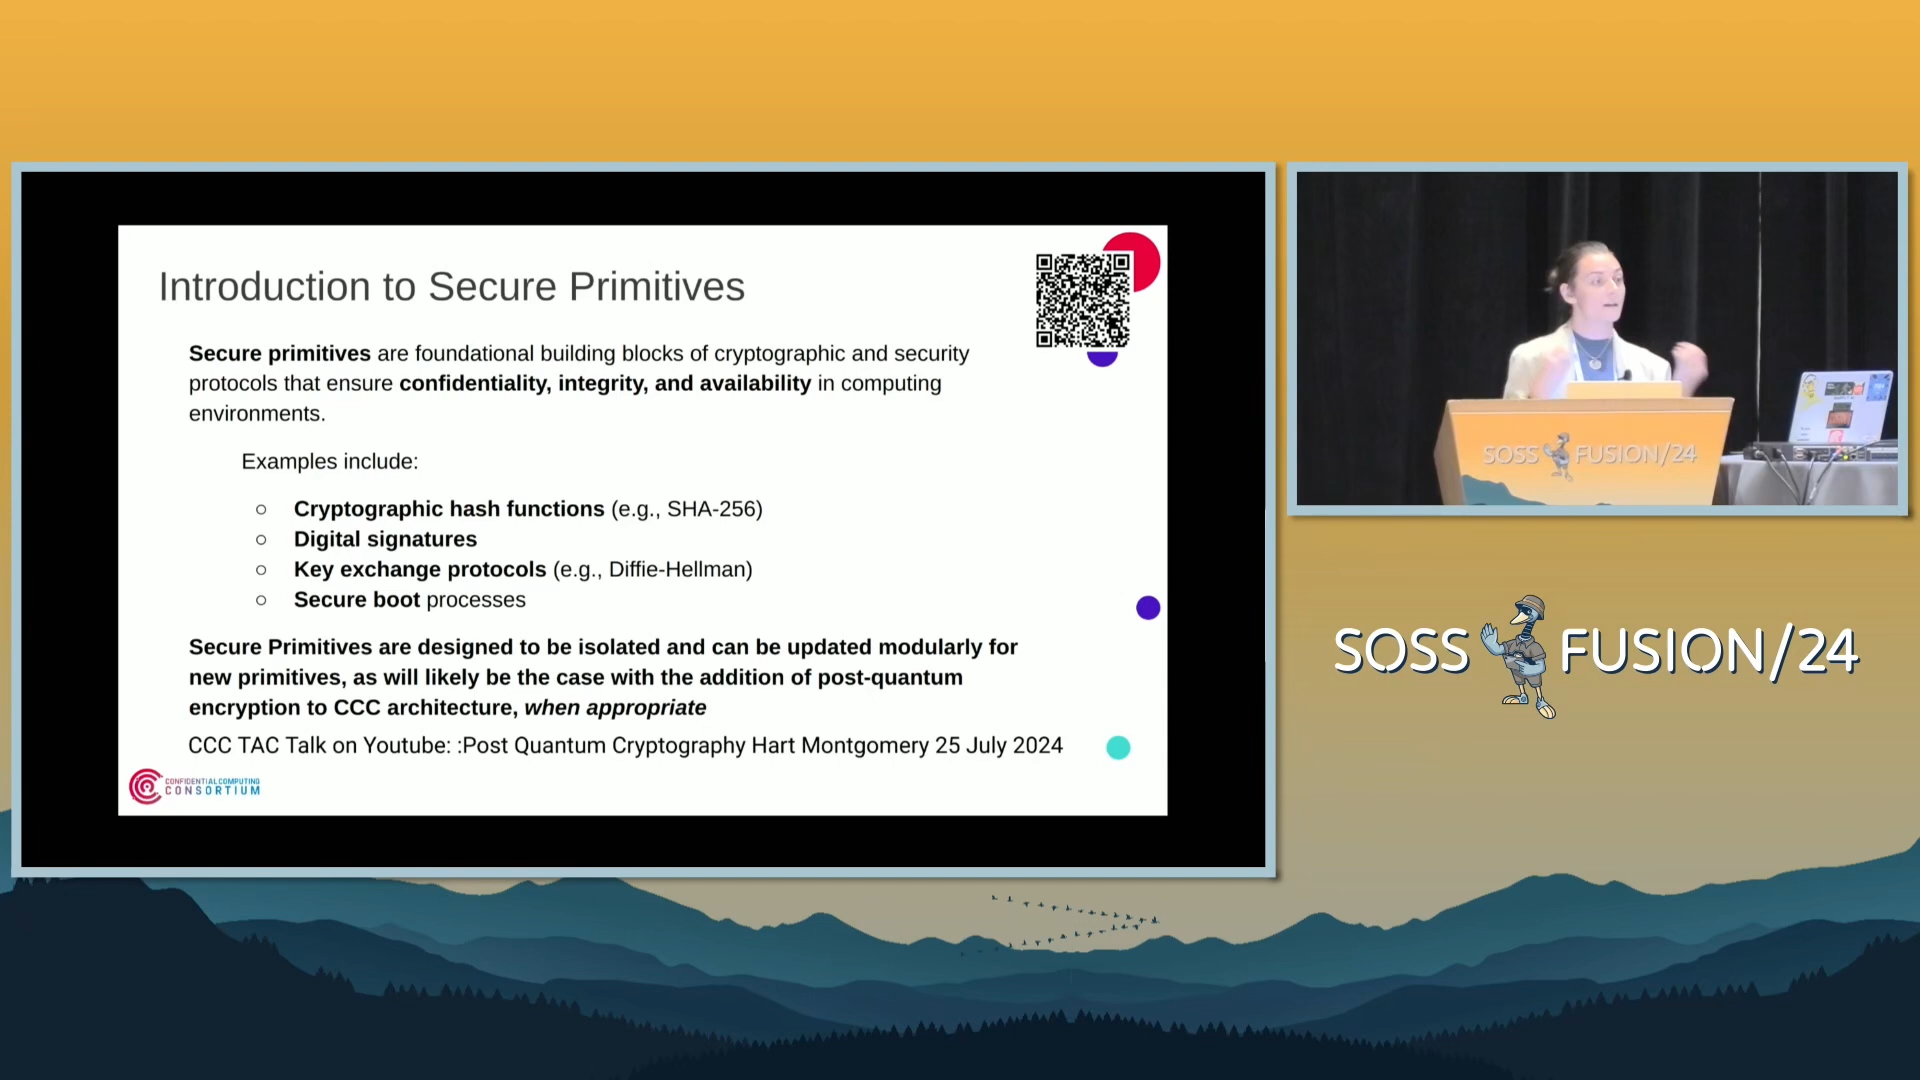 Introduction to Secure Primitives
Secure primitives are foundational building blocks of cryptographic and security
protocols that ensure confidentiality, integrity, and availability in computing
environments.
Examples include:
○ Cryptographic hash functions (e.g., SHA-256)
○ Digital signatures
○ Key exchange protocols (e.g., Diffie-Hellman)
○ Secure boot processes
Secure Primitives are designed to be isolated and can be updated modularly for
new primitives, as will likely be the case with the addition of post-quantum
encryption to CCC architecture, when appropriate
CCC TAC Talk on Youtube: :Post Quantum Cryptography Hart Montgomery 25 July 2024
CONFIDENTIAL COMPUTING
CONSORTIUM
SOSS FUSION/24
SOSS FUSION/24